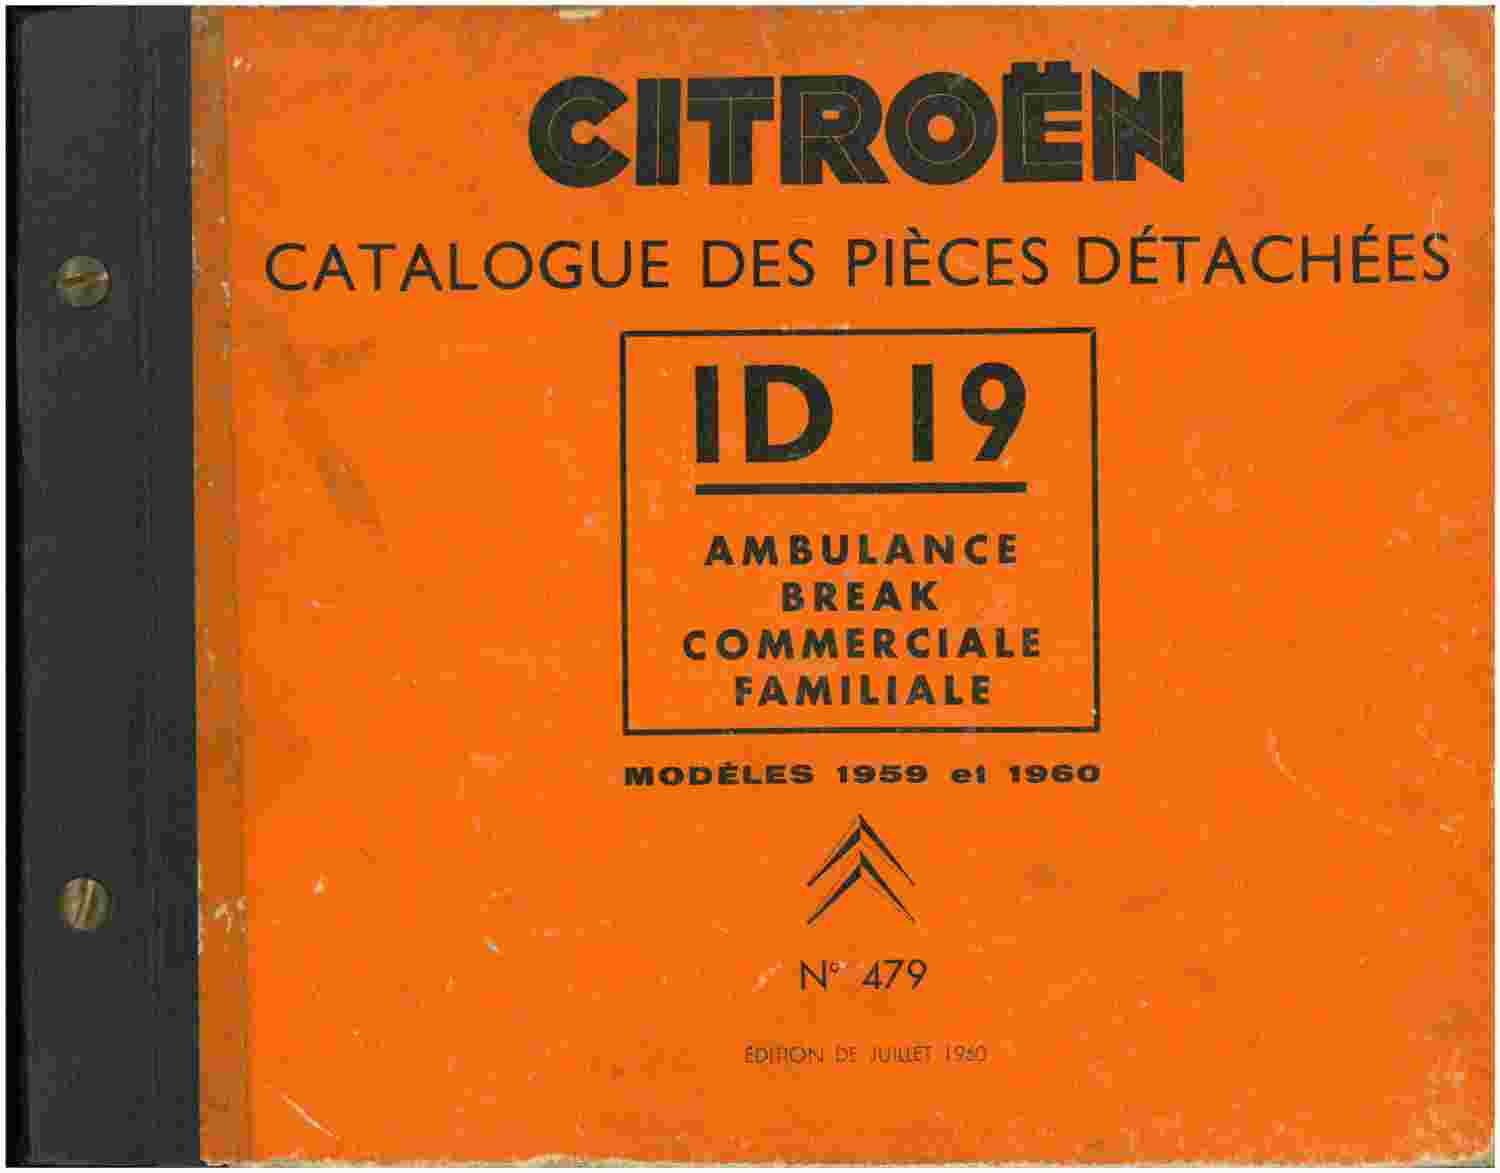 CITROËN
CATALOGUE DES PIÈCES DÉTACHÉES
ID 19
AMBULANCE
BREAK
COMMERCIALE
FAMILIALE
MODÈLES 1959 et 1960
N° 479
ÉDITION DE JUILLET 1960